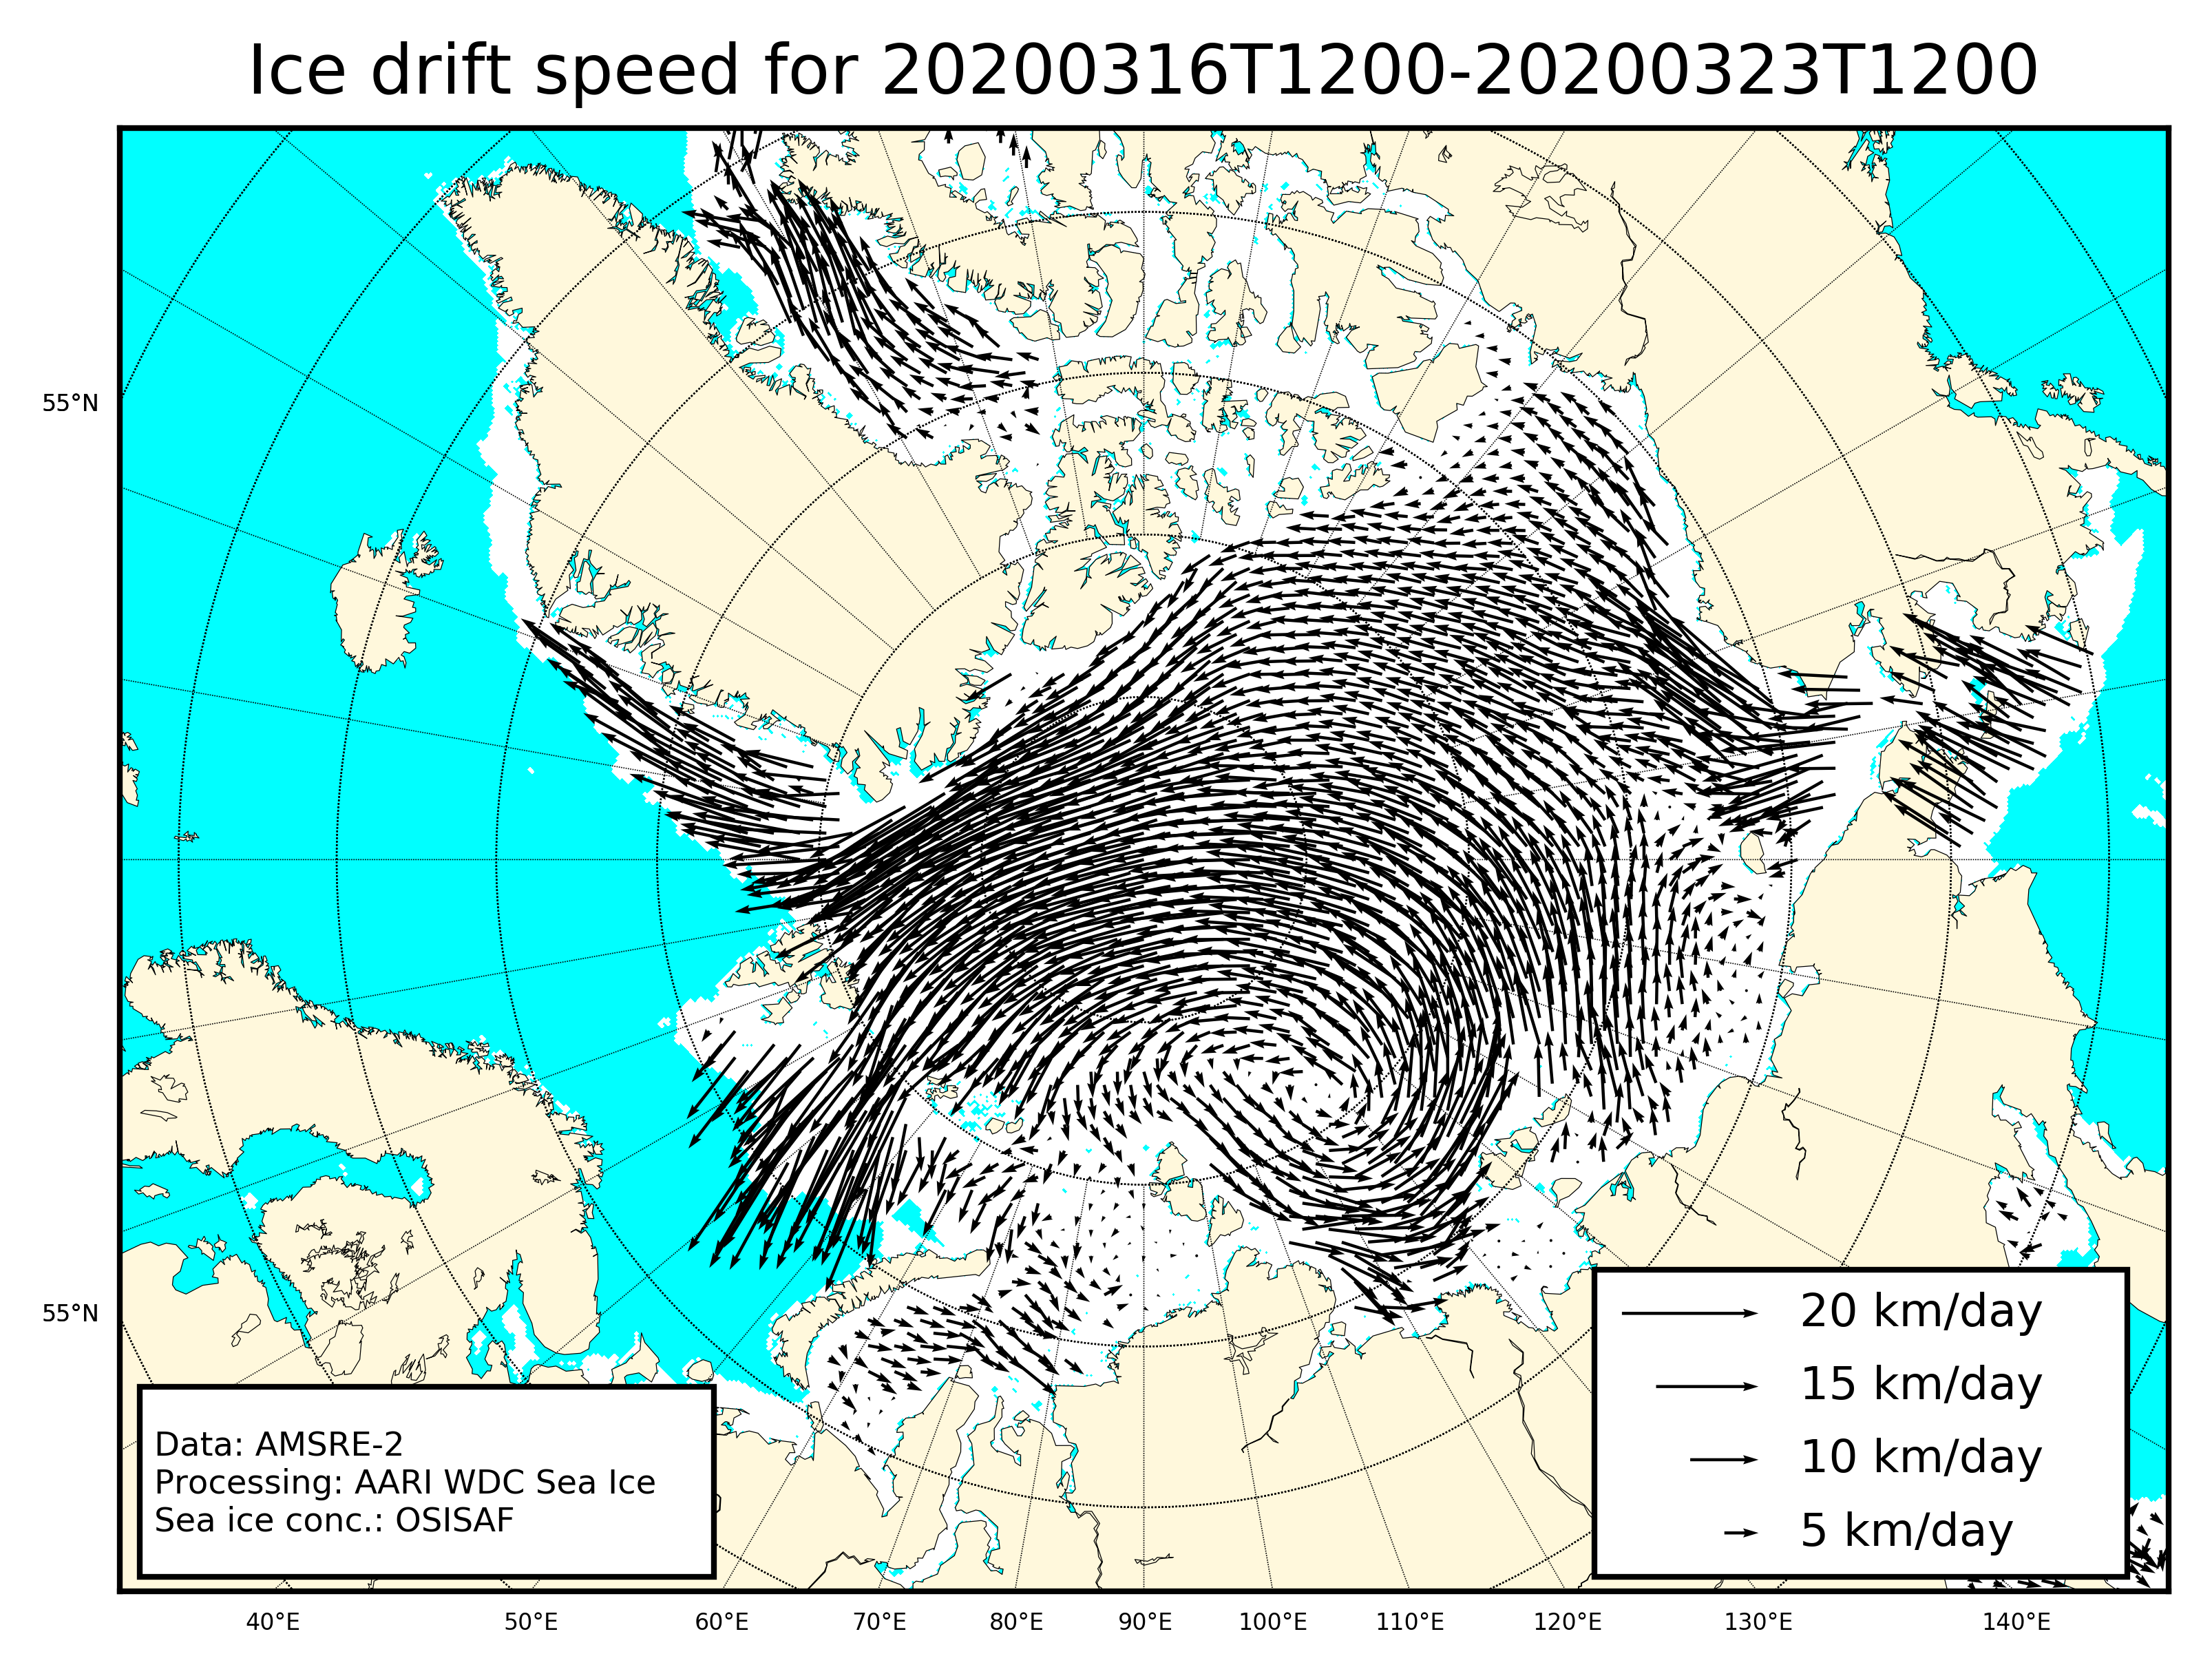 Ice drift speed for 20200316T1200-20200323T1200
55°N
55°N
20 km/day
15 km/day
10 km/day
5 km/day
Data: AMSRE-2
Processing: AARI WDC Sea Ice
Sea ice conc.: OSISAF
40°E 50°E 60°E 70°E 80°E 90°E 100°E 110°E 120°E 130°E 140°E